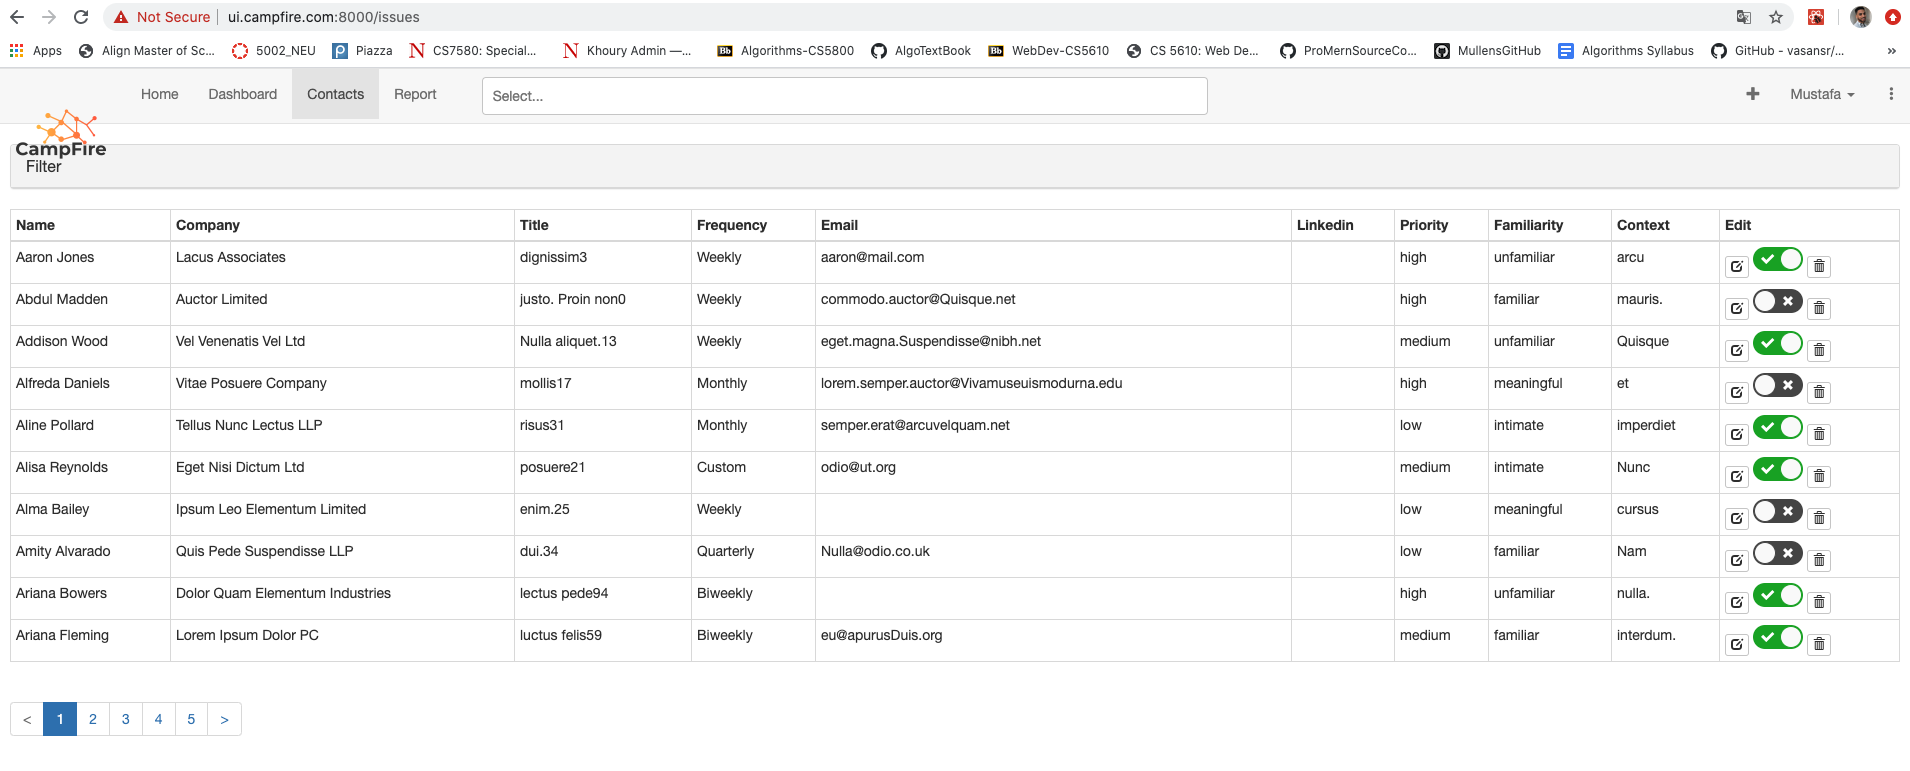 Not Secure ui.campfire.com:8000/issues
Apps Align Master of Sc... 5002_NEU Piazza CS7580: Special... Khoury Admin —... Algorithms-CS5800 AlgoTextBook WebDev-CS5610 CS 5610: Web De... ProMernSourceCo... MullensGitHub Algorithms Syllabus GitHub - vasansr/... »
Home Dashboard Contacts Report Select... Mustafa
CampFire
Filter
Name Company Title Frequency Email Linkedin Priority Familiarity Context Edit
Aaron Jones Lacus Associates dignissim3 Weekly aaron@mail.com high unfamiliar arcu
Abdul Madden Auctor Limited justo. Proin non0 Weekly commodo.auctor@Quisque.net high familiar mauris.
Addison Wood Vel Venenatis Vel Ltd Nulla aliquet.13 Weekly eget.magna.Suspendisse@nibh.net medium unfamiliar Quisque
Alfreda Daniels Vitae Posuere Company mollis17 Monthly lorem.semper.auctor@Vivamuseuismodurna.edu high meaningful et
Aline Pollard Tellus Nunc Lectus LLP risus31 Monthly semper.erat@arcuvelquam.net low intimate imperdiet
Alisa Reynolds Eget Nisi Dictum Ltd posuere21 Custom odio@ut.org medium intimate Nunc
Alma Bailey Ipsum Leo Elementum Limited enim.25 Weekly low meaningful cursus
Amity Alvarado Quis Pede Suspendisse LLP dui.34 Quarterly Nulla@odio.co.uk low familiar Nam
Ariana Bowers Dolor Quam Elementum Industries lectus pede94 Biweekly high unfamiliar nulla.
Ariana Fleming Lorem Ipsum Dolor PC luctus felis59 Biweekly eu@apurusDuis.org medium familiar interdum.
< 1 2 3 4 5 >